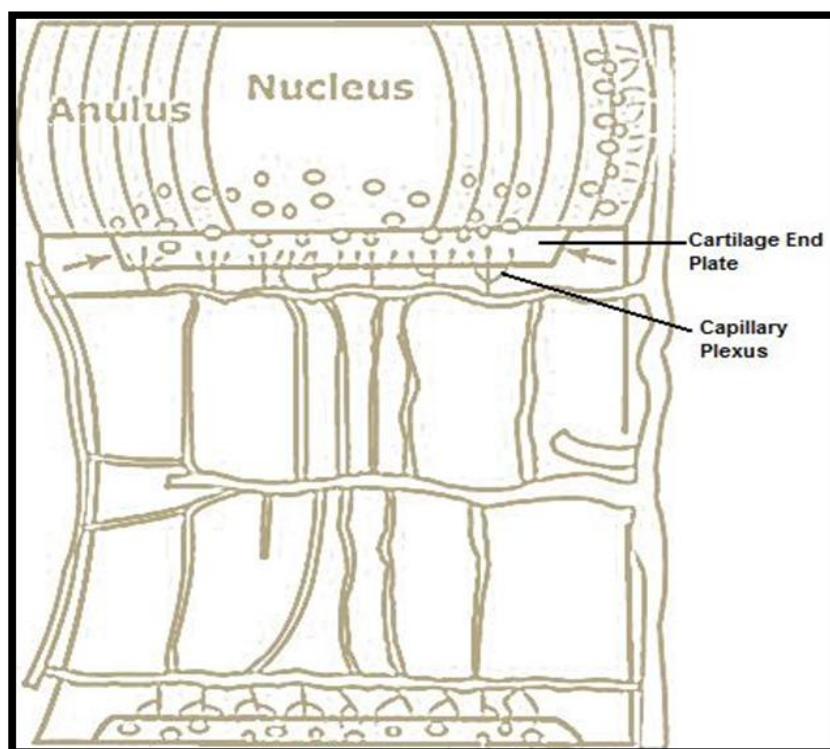 Nucleus
Anulus
Cartilage End
Plate
Capillary
Plexus